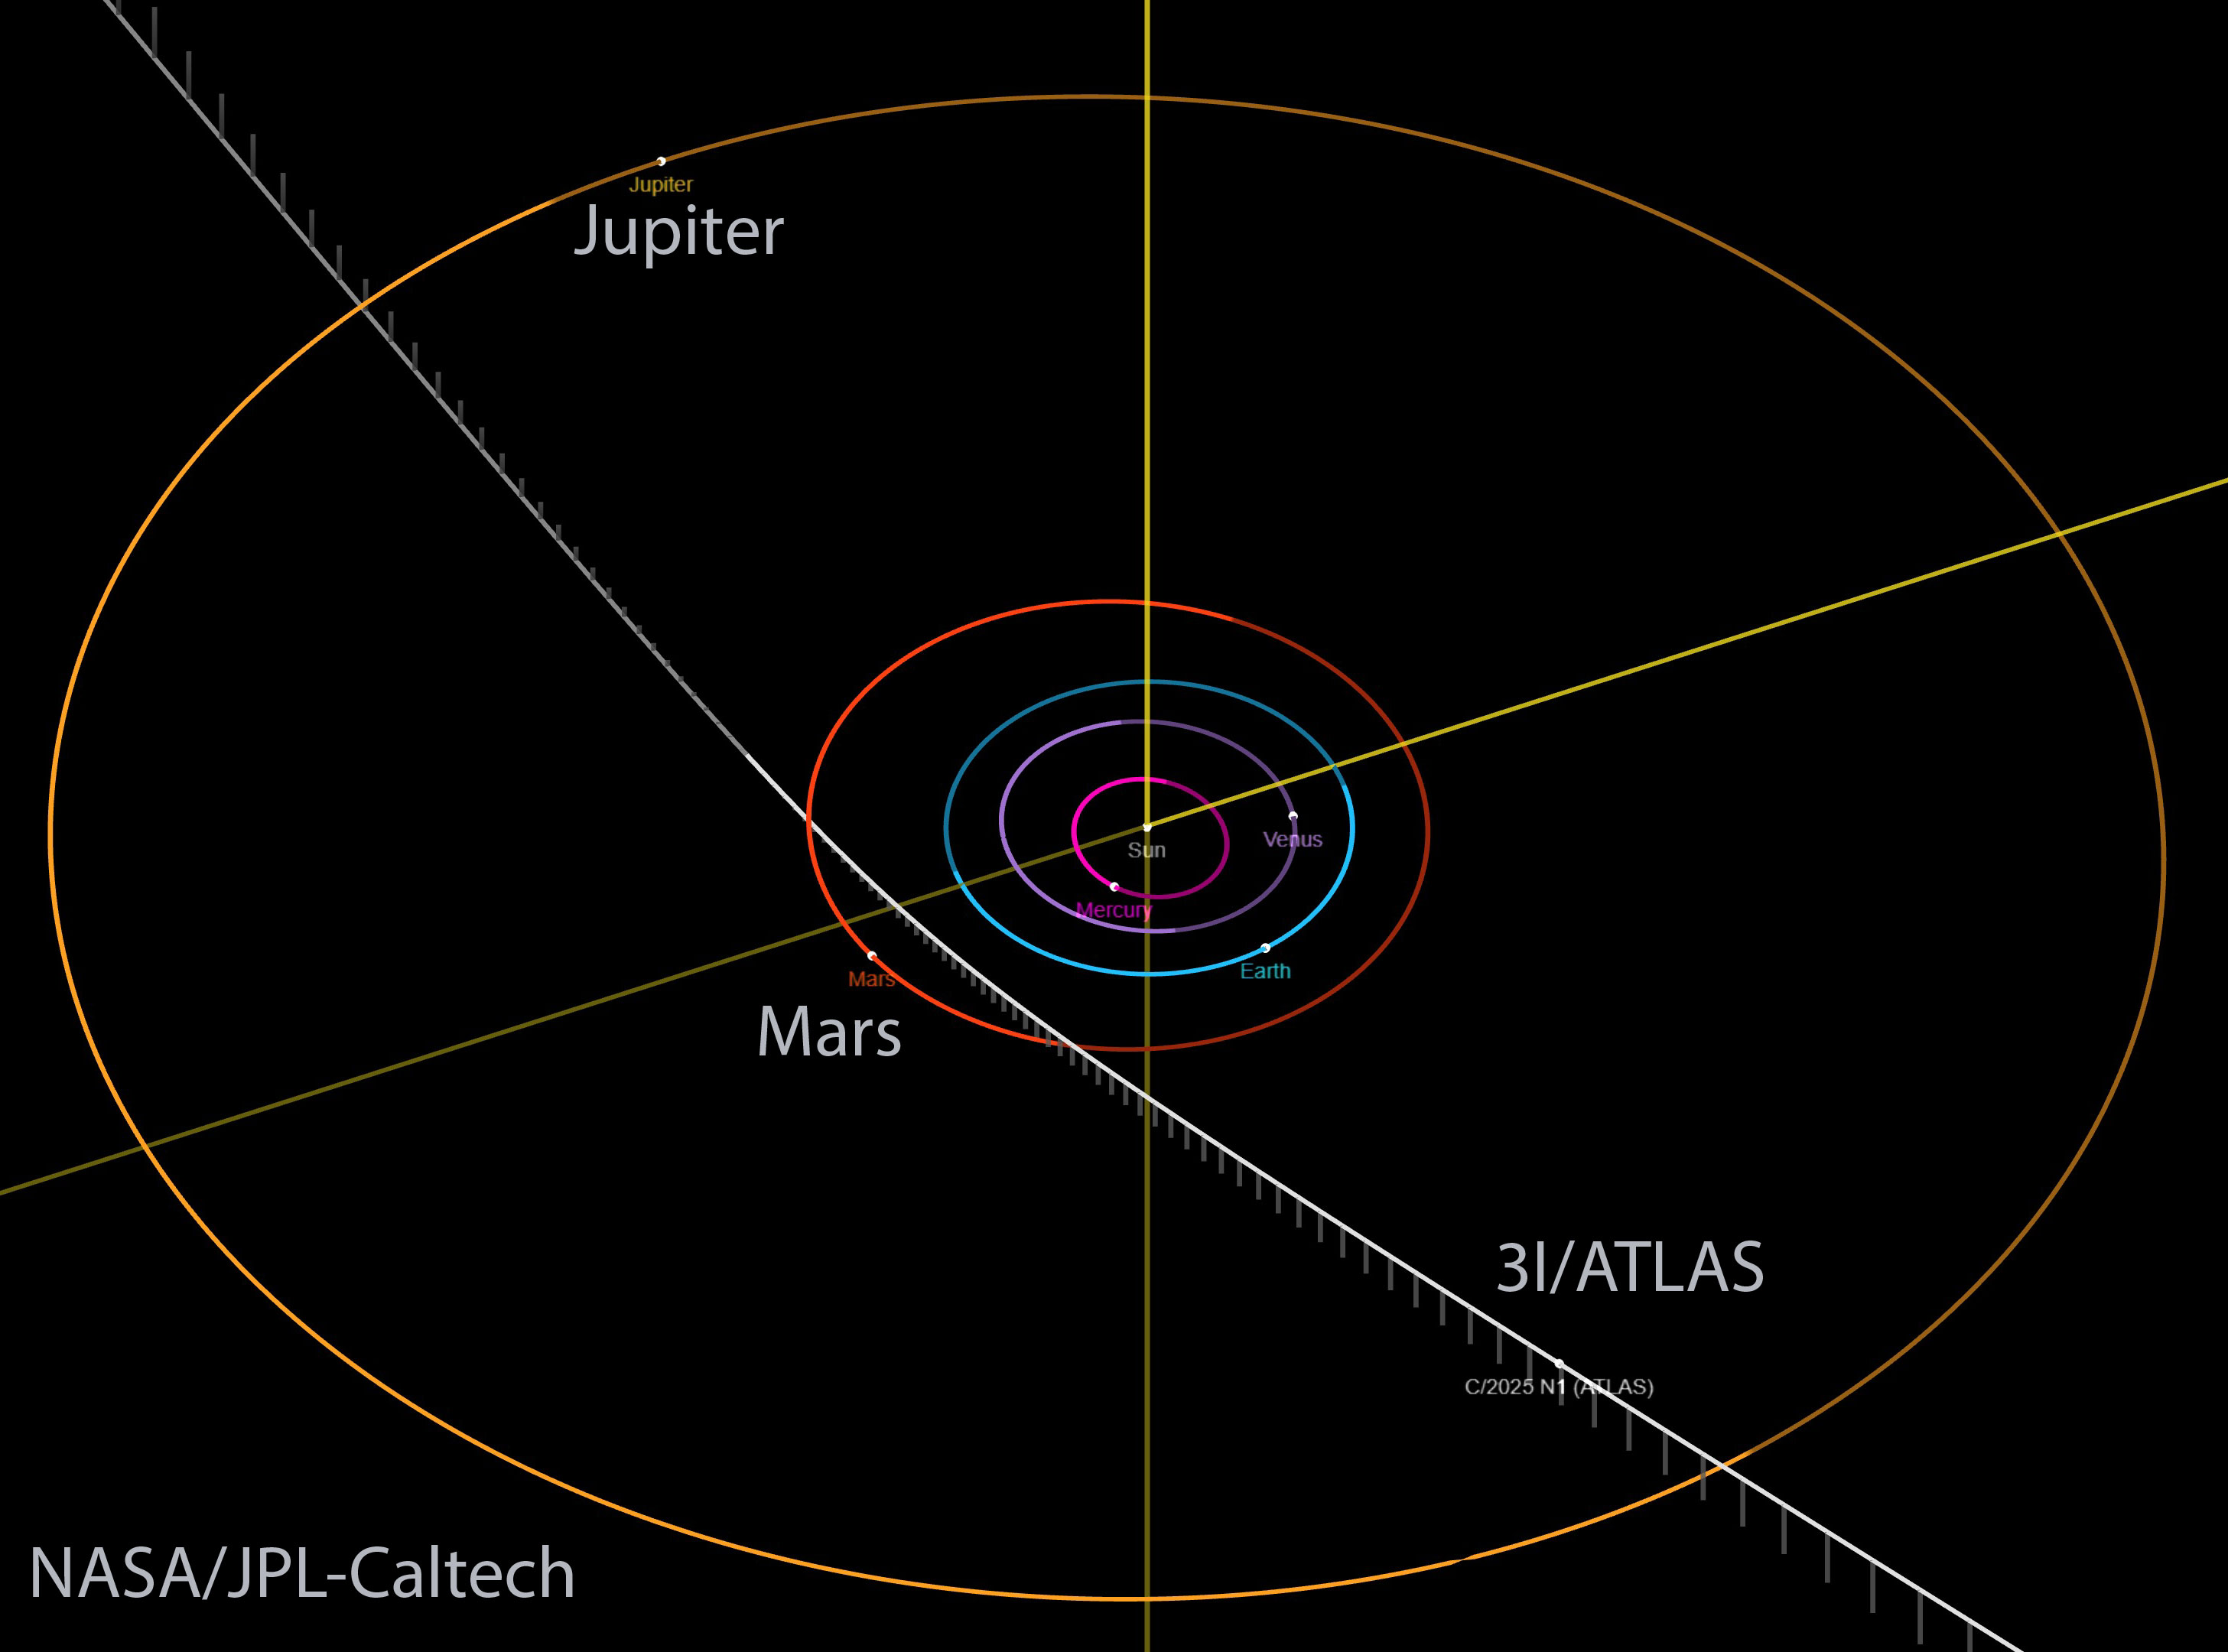 Jupiter
Jupiter
Sun
Venus
Mercury
Earth
Mars
Mars
3I/ATLAS
C/2025 N1 (ATLAS)
NASA/JPL-Caltech